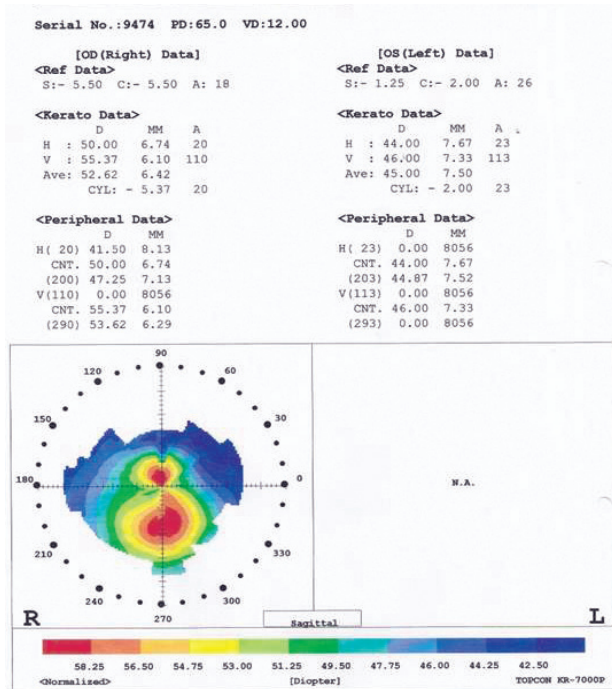 Serial No.:9474 PD:65.0 VD:12.00
[OD(Right) Data]
<Ref Data>
S:- 5.50 C:- 5.50 A: 18
<Kerato Data>
D MM A
H : 50.00 6.74 20
V : 55.37 6.10 110
Ave: 52.62 6.42
CYL: - 5.37 20
<Peripheral Data>
D MM
H( 20) 41.50 8.13
CNT. 50.00 6.74
(200) 47.25 7.13
V(110) 0.00 8056
CNT. 55.37 6.10
(290) 53.62 6.29
[OS(Left) Data]
<Ref Data>
S:- 1.25 C:- 2.00 A: 26
<Kerato Data>
D MM A
H : 44.00 7.67 23
V : 46.00 7.33 113
Ave: 45.00 7.50
CYL: - 2.00 23
<Peripheral Data>
D MM
H( 23) 0.00 8056
CNT. 44.00 7.67
(203) 44.87 7.52
V(113) 0.00 8056
CNT. 46.00 7.33
(293) 0.00 8056
90
120 60
150 30
180 0
210 330
240 300
270
R
N.A.
L
Sagittal
58.25 56.50 54.75 53.00 51.25 49.50 47.75 46.00 44.25 42.50
<Normalized> [Diopter] TOPCON KR-7000P